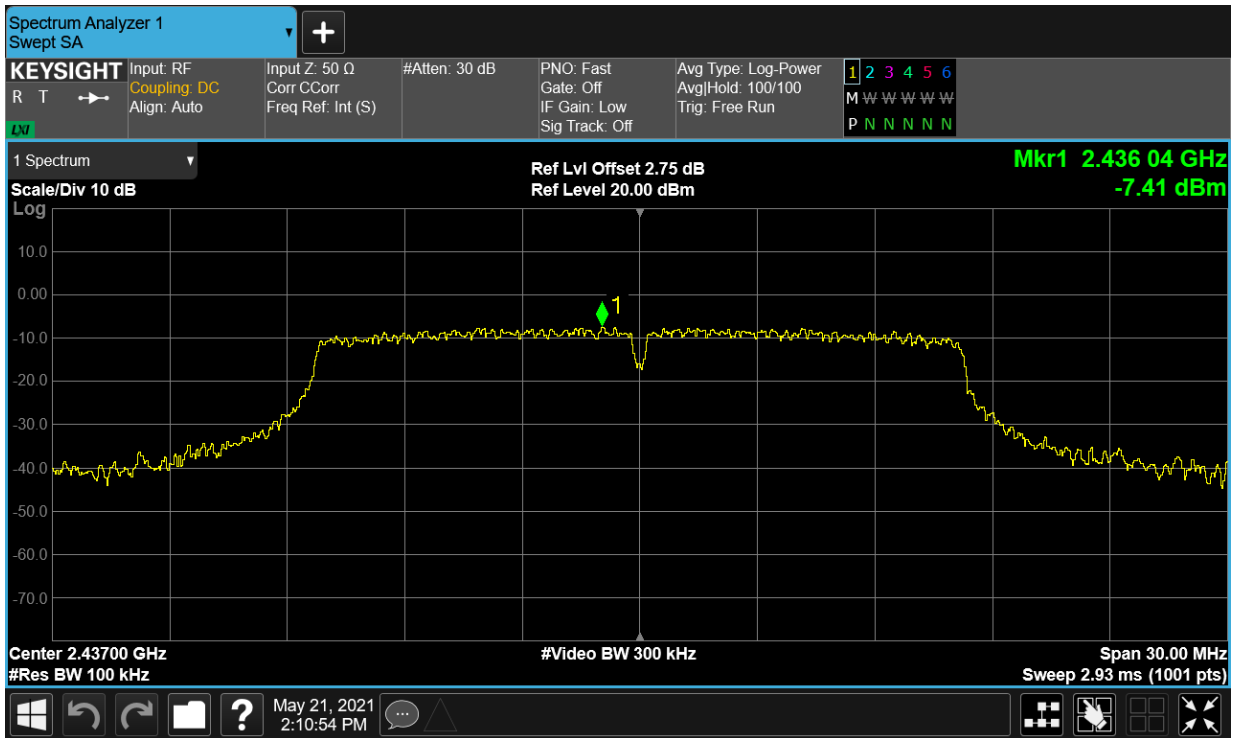 Spectrum Analyzer 1
Swept SA
▼
+
KEYSIGHT
R T
LXI
Input: RF
Coupling: DC
Align: Auto
Input Z: 50 Ω
Corr CCorr
Freq Ref: Int (S)
#Atten: 30 dB
PNO: Fast
Gate: Off
IF Gain: Low
Sig Track: Off
Avg Type: Log-Power
Avg|Hold: 100/100
Trig: Free Run
1 2 3 4 5 6
M W W W W W
P N N N N N
1 Spectrum ▼
Scale/Div 10 dB
Log
Ref Lvl Offset 2.75 dB
Ref Level 20.00 dBm
Mkr1 2.436 04 GHz
-7.41 dBm
10.0
0.00
-10.0
-20.0
-30.0
-40.0
-50.0
-60.0
-70.0
1
Center 2.43700 GHz
#Res BW 100 kHz
#Video BW 300 kHz
Span 30.00 MHz
Sweep 2.93 ms (1001 pts)
?
May 21, 2021
2:10:54 PM